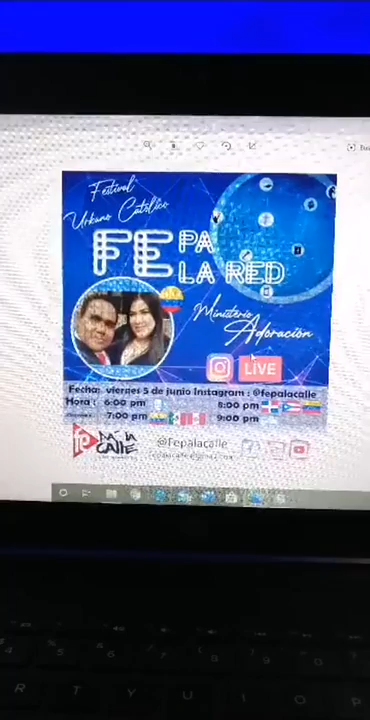 Festival
Urbano Católico
FE PA
LA RED
Ministerio
Adoración
LIVE
Fecha: viernes 5 de junio Instagram : @fepalacalle
Hora : 6:00 pm 8:00 pm
7:00 pm 9:00 pm
PA' LA
CALLE
@Fepalacalle
R T Y U I O P